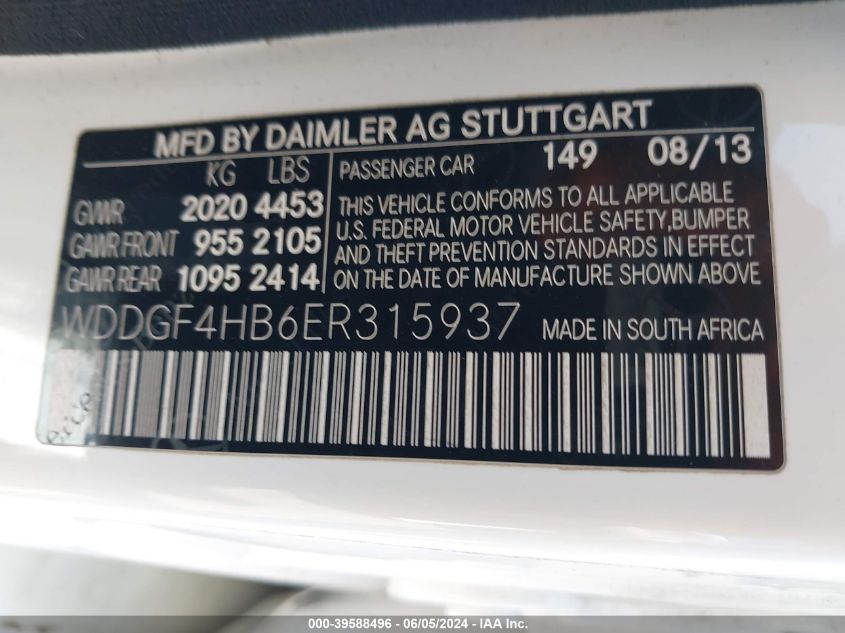 MFD BY DAIMLER AG STUTTGART
KG LBS
GVWR 2020 4453
GAWR FRONT 955 2105
GAWR REAR 1095 2414
PASSENGER CAR 149 08/13
THIS VEHICLE CONFORMS TO ALL APPLICABLE
U.S. FEDERAL MOTOR VEHICLE SAFETY, BUMPER
AND THEFT PREVENTION STANDARDS IN EFFECT
ON THE DATE OF MANUFACTURE SHOWN ABOVE
WDDGF4HB6ER315937 MADE IN SOUTH AFRICA
000-39588496 - 06/05/2024 - IAA Inc.